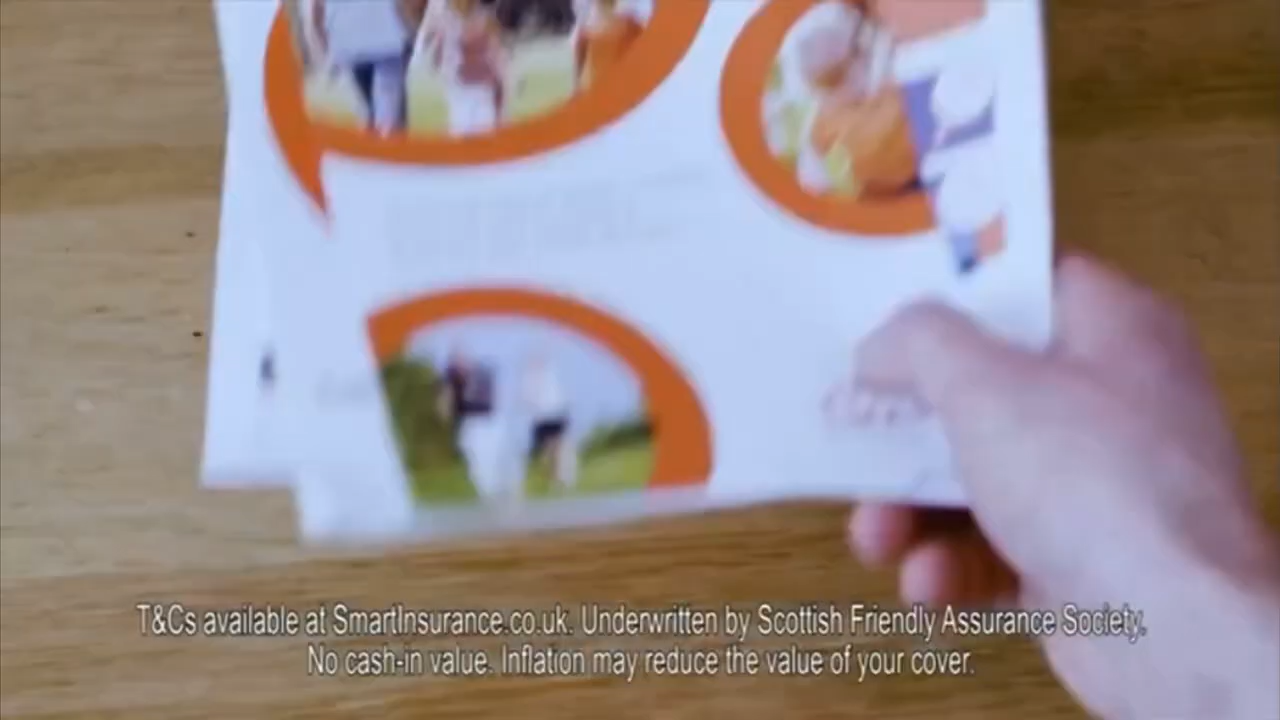 T&Cs available at SmartInsurance.co.uk. Underwritten by Scottish Friendly Assurance Society.
No cash-in value. Inflation may reduce the value of your cover.